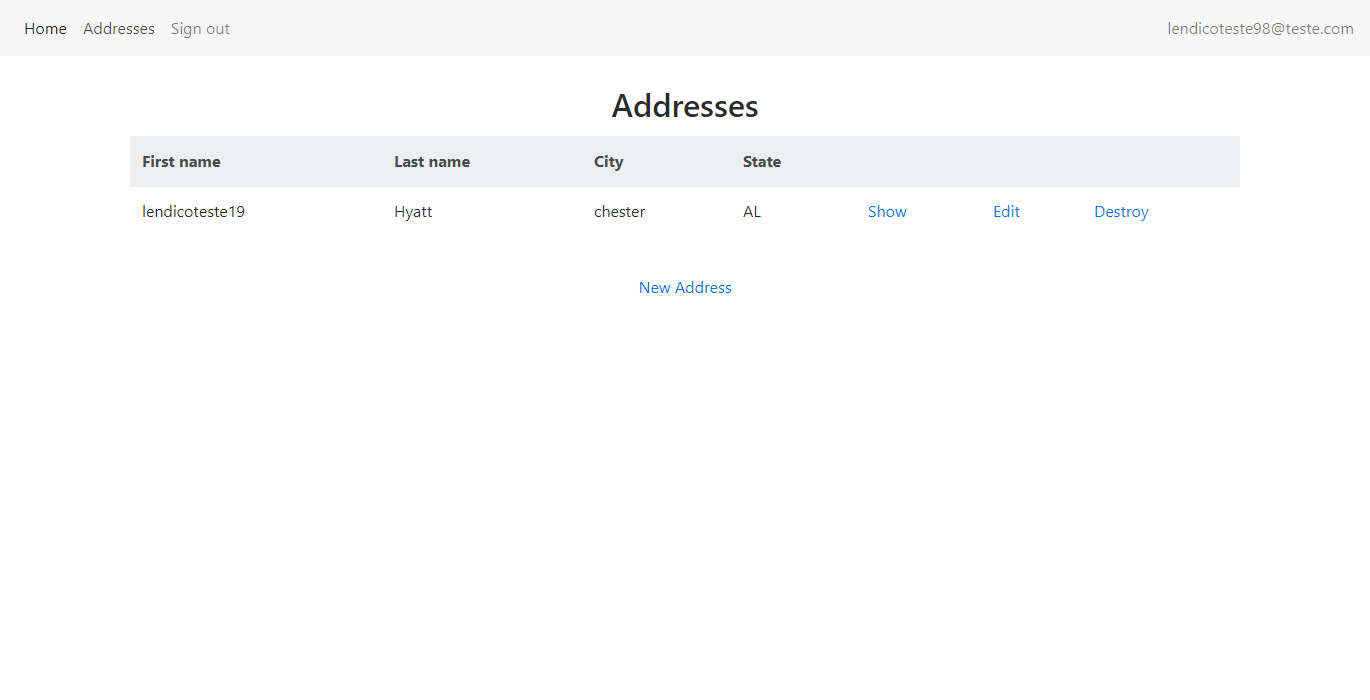 Home Addresses Sign out lendicoteste98@teste.com
Addresses
First name Last name City State
lendicoteste19 Hyatt chester AL Show Edit Destroy
New Address